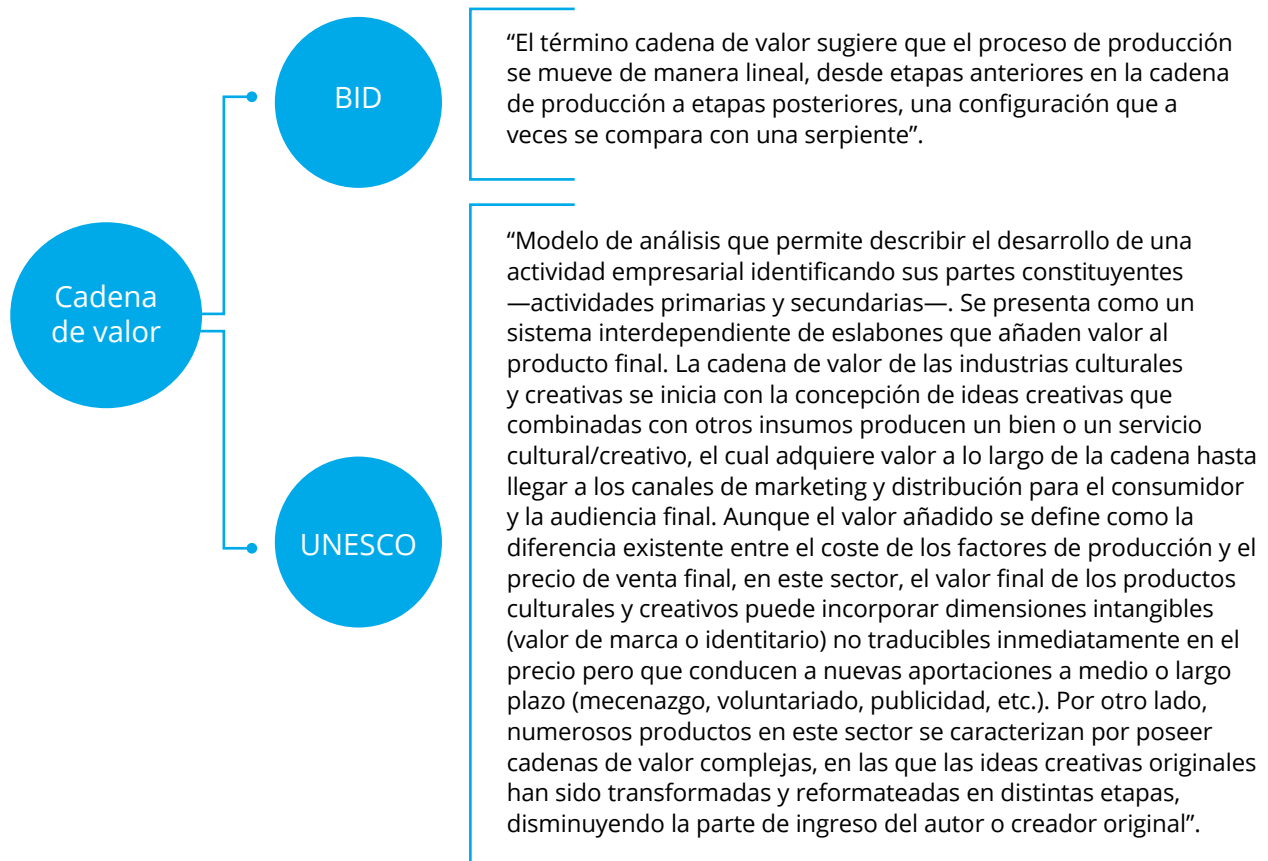 Cadena
de valor
BID
“El término cadena de valor sugiere que el proceso de producción
se mueve de manera lineal, desde etapas anteriores en la cadena
de producción a etapas posteriores, una configuración que a
veces se compara con una serpiente”.
UNESCO
“Modelo de análisis que permite describir el desarrollo de una
actividad empresarial identificando sus partes constituyentes
—actividades primarias y secundarias—. Se presenta como un
sistema interdependiente de eslabones que añaden valor al
producto final. La cadena de valor de las industrias culturales
y creativas se inicia con la concepción de ideas creativas que
combinadas con otros insumos producen un bien o un servicio
cultural/creativo, el cual adquiere valor a lo largo de la cadena hasta
llegar a los canales de marketing y distribución para el consumidor
y la audiencia final. Aunque el valor añadido se define como la
diferencia existente entre el coste de los factores de producción y el
precio de venta final, en este sector, el valor final de los productos
culturales y creativos puede incorporar dimensiones intangibles
(valor de marca o identitario) no traducibles inmediatamente en el
precio pero que conducen a nuevas aportaciones a medio o largo
plazo (mecenazgo, voluntariado, publicidad, etc.). Por otro lado,
numerosos productos en este sector se caracterizan por poseer
cadenas de valor complejas, en las que las ideas creativas originales
han sido transformadas y reformateadas en distintas etapas,
disminuyendo la parte de ingreso del autor o creador original”.